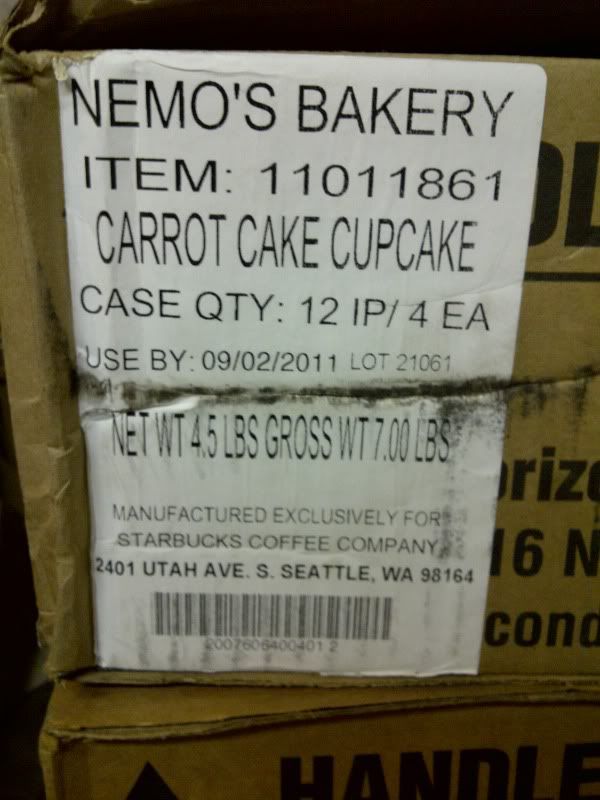 NEMO'S BAKERY
ITEM: 11011861
CARROT CAKE CUPCAKE
CASE QTY: 12 IP/ 4 EA
USE BY: 09/02/2011 LOT 21061
NET WT 4.5 LBS GROSS WT 7.00 LBS
MANUFACTURED EXCLUSIVELY FOR
STARBUCKS COFFEE COMPANY
2401 UTAH AVE. S. SEATTLE, WA 98164
16 N
cond
HANDLE